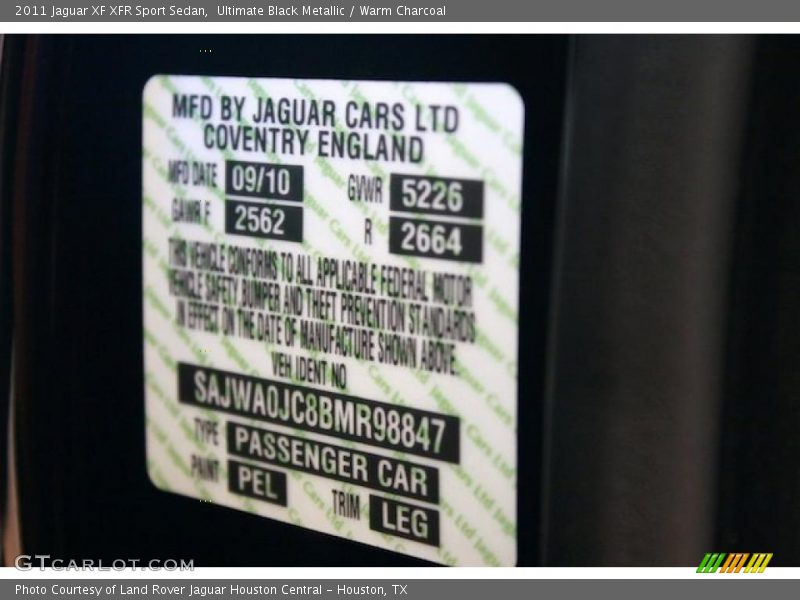 2011 Jaguar XF XFR Sport Sedan,  Ultimate Black Metallic / Warm Charcoal
MFD BY JAGUAR CARS LTD
COVENTRY ENGLAND
MFD DATE 09/10 GVWR 5226
GAWR F 2562 R 2664
THIS VEHICLE CONFORMS TO ALL APPLICABLE FEDERAL MOTOR
VEHICLE SAFETY BUMPER AND THEFT PREVENTION STANDARDS
IN EFFECT ON THE DATE OF MANUFACTURE SHOWN ABOVE.
VEH IDENT NO
SAJWA0JC8BMR98847
TYPE PASSENGER CAR
PAINT PEL TRIM LEG
GTCARLOT.COM
Photo Courtesy of Land Rover Jaguar Houston Central – Houston, TX